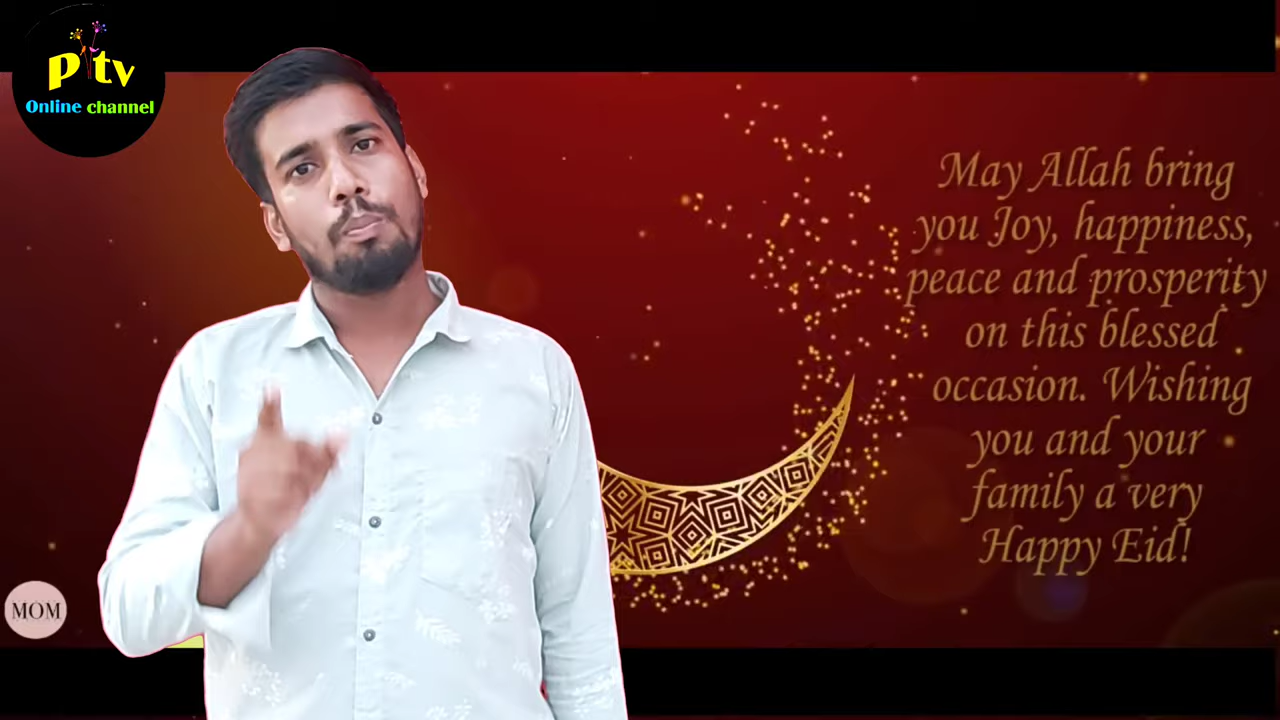 P tv
Online channel
May Allah bring
you Joy, happiness,
peace and prosperity
on this blessed
occasion. Wishing
you and your
family a very
Happy Eid!
MOM